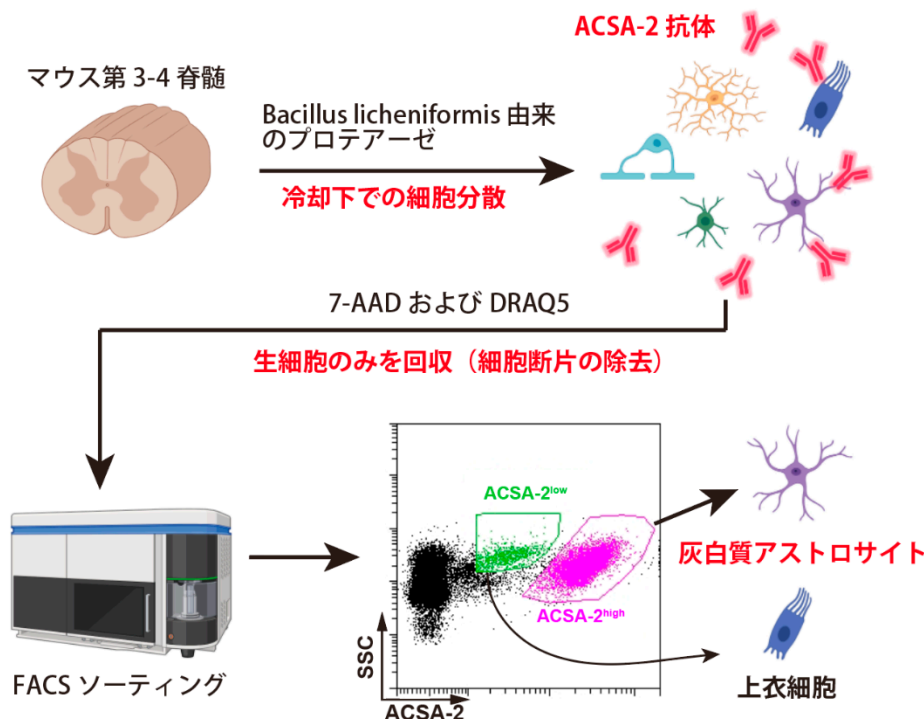 ACSA-2 抗体
マウス第 3-4 脊髄
Bacillus licheniformis 由来
のプロテアーゼ
冷却下での細胞分散
7-AAD および DRAQ5
生細胞のみを回収（細胞断片の除去）
ACSA-2low
灰白質アストロサイト
ACSA-2high
SSC
FACS ソーティング
上衣細胞
ACSA-2